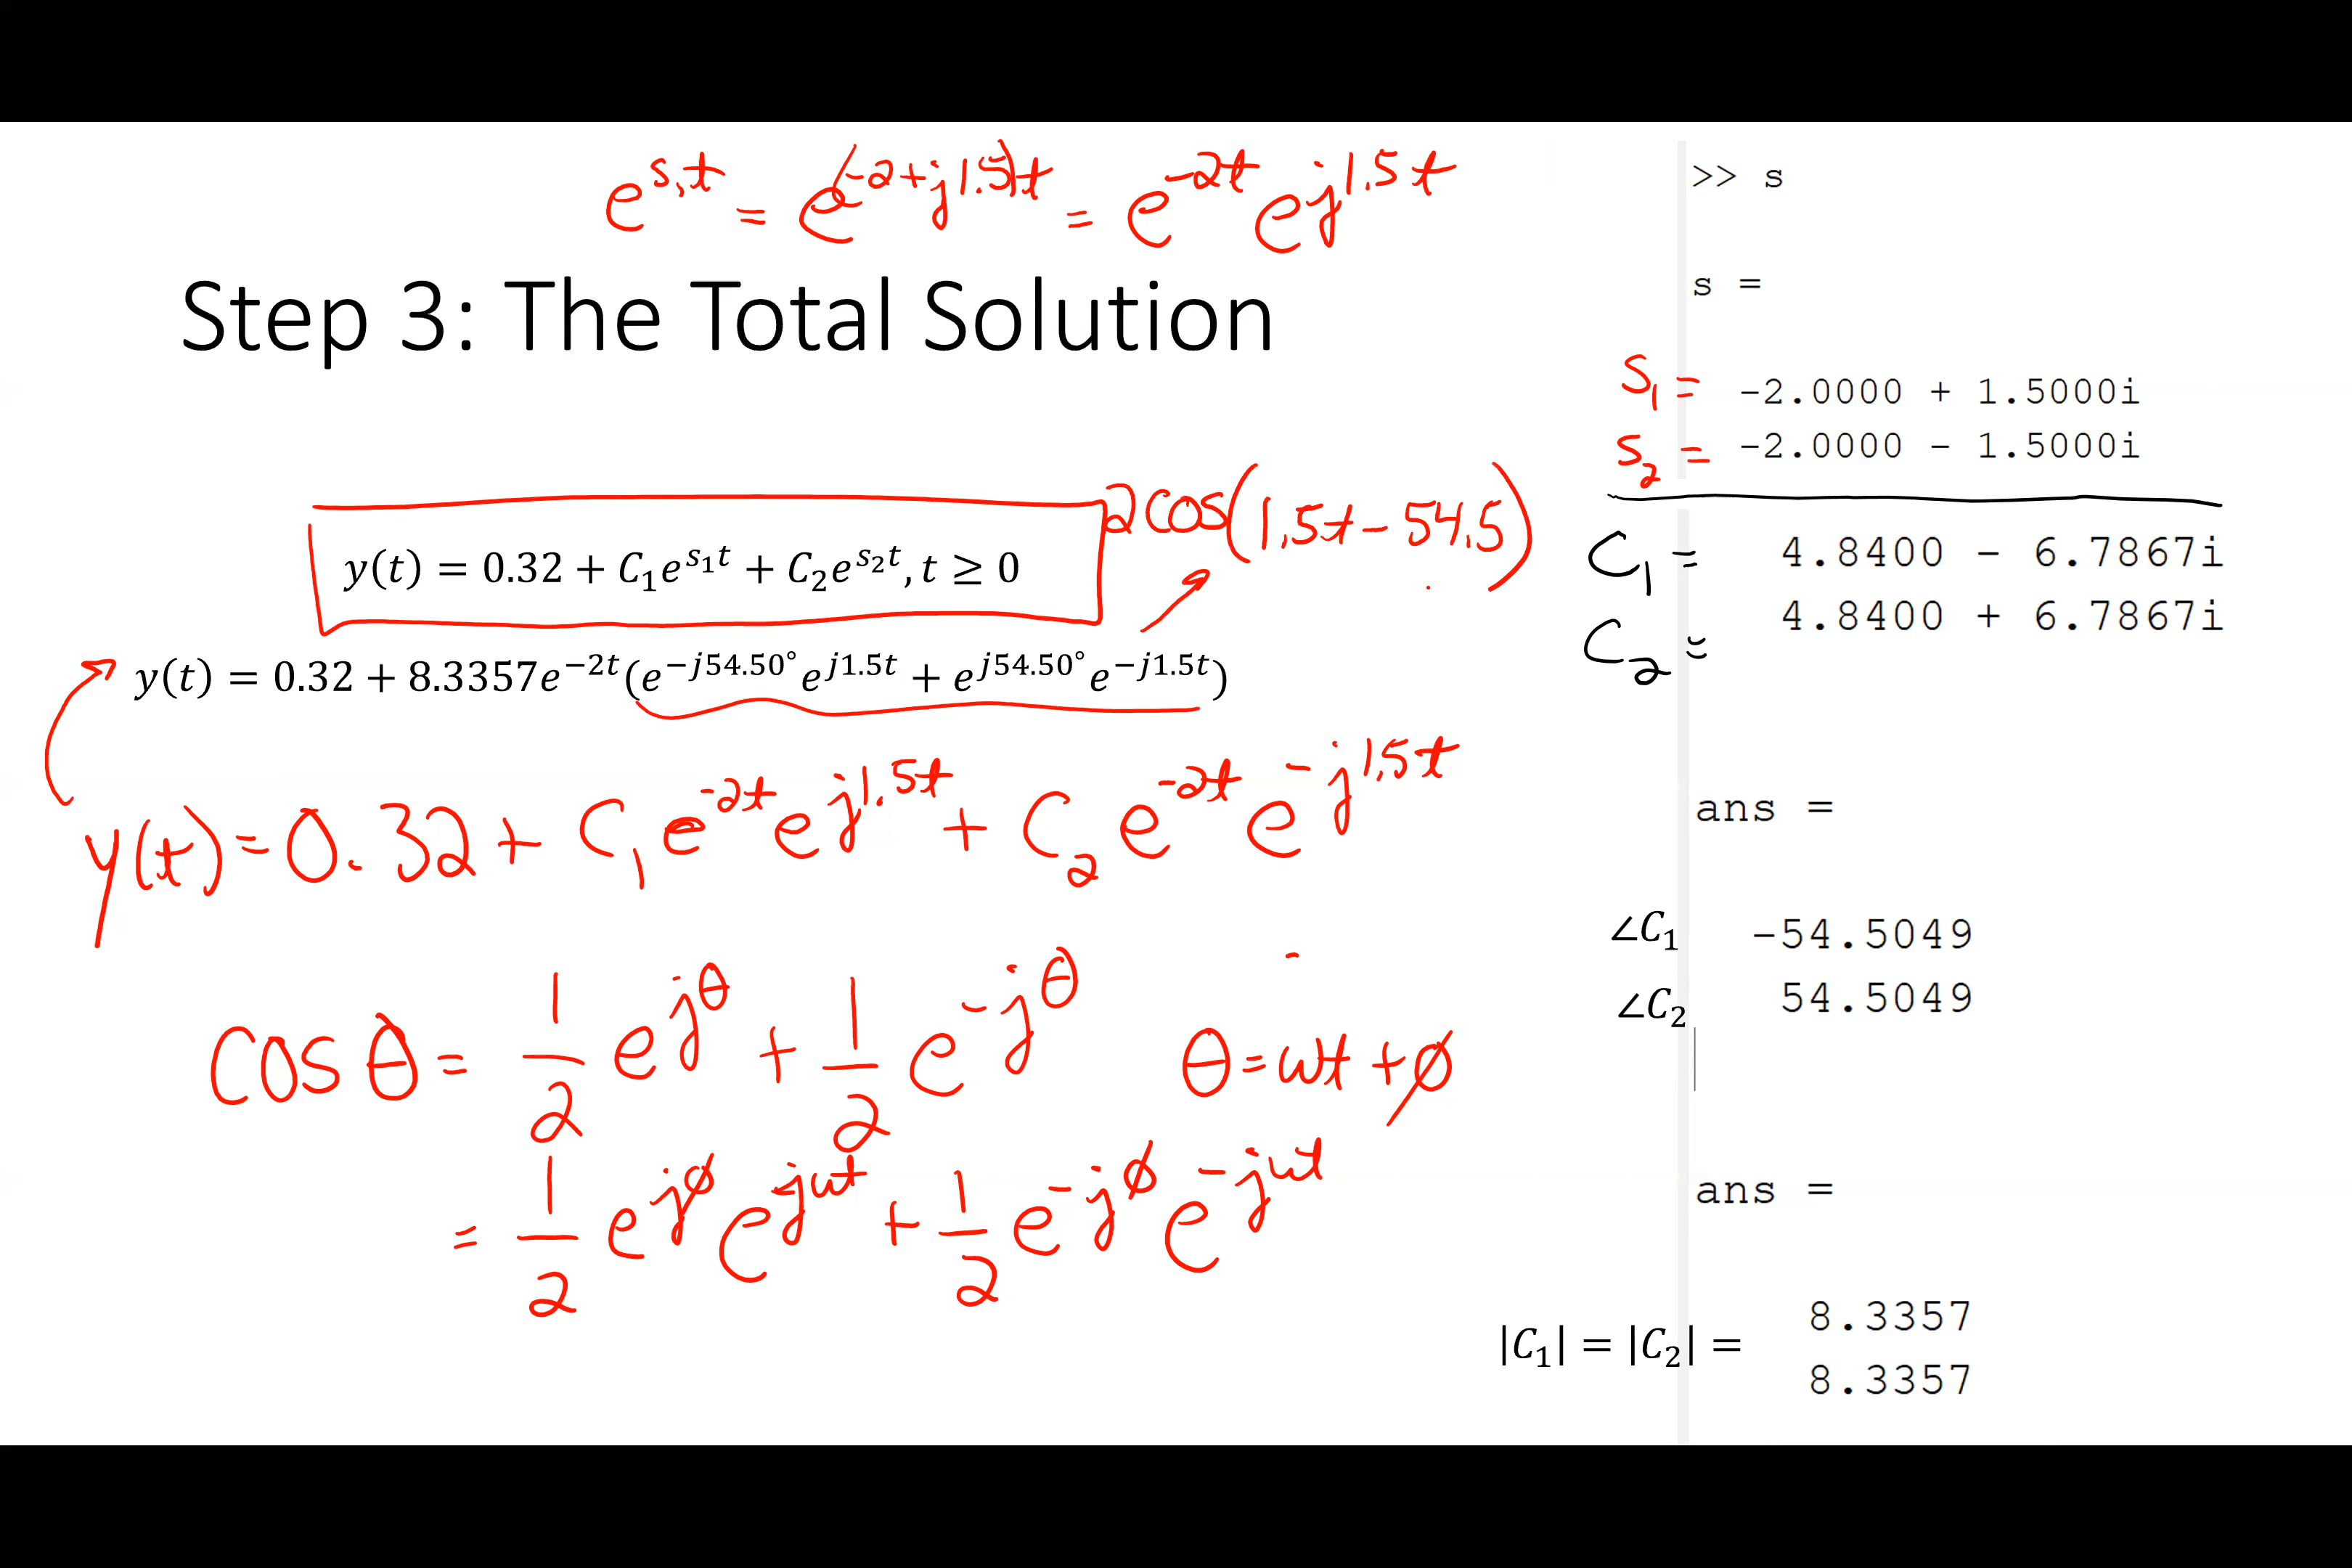 e^{s₁t} = e^{(-2+j1.5)t} = e^{-2t} e^{j1.5t}
Step 3: The Total Solution
2cos(1.5t - 54.5)
y(t) = 0.32 + C₁e^{s₁t} + C₂e^{s₂t}, t ≥ 0
y(t) = 0.32 + 8.3357e^{−2t}(e^{−j54.50°}e^{j1.5t} + e^{j54.50°}e^{−j1.5t})
y(t) = 0.32 + C₁ e^{-2t} e^{j1.5t} + C₂ e^{-2t} e^{-j1.5t}
cos θ = 1/2 e^{jθ} + 1/2 e^{-jθ} θ = ωt + ϕ
= 1/2 e^{jϕ} e^{jωt} + 1/2 e^{-jϕ} e^{-jωt}
>> s
s =
S₁ = -2.0000 + 1.5000i
S₂ = -2.0000 - 1.5000i
C₁ = 4.8400 - 6.7867i
C₂ = 4.8400 + 6.7867i
ans =
∠C₁ -54.5049
∠C₂ 54.5049
ans =
8.3357
|C₁| = |C₂| =
8.3357